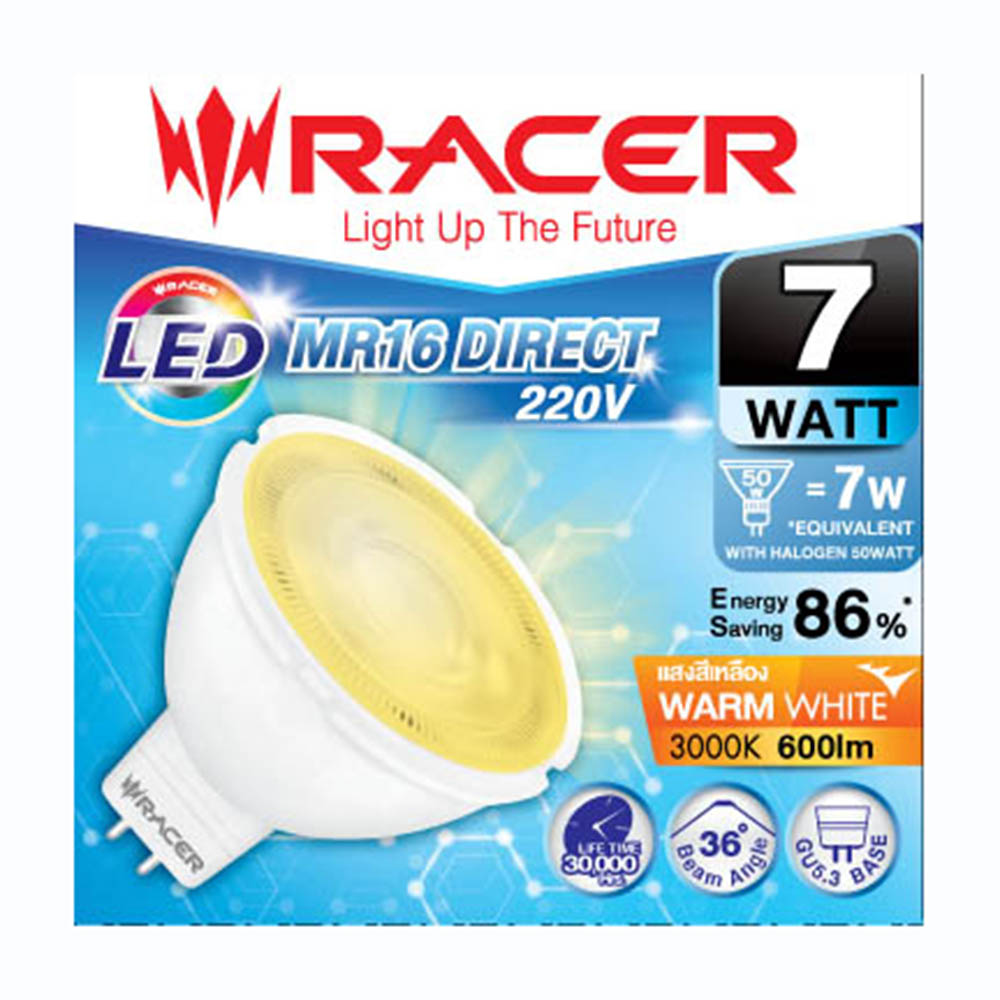 RACER
Light Up The Future
RACER
LED MR16 DIRECT
220V
7
WATT
50
W
= 7W
*EQUIVALENT
WITH HALOGEN 50WATT
Energy
Saving 86%*
แสงสีเหลือง
WARM WHITE
3000K 600lm
RACER
LIFE TIME
30,000
Hrs.
36°
Beam Angle
GU5.3 BASE